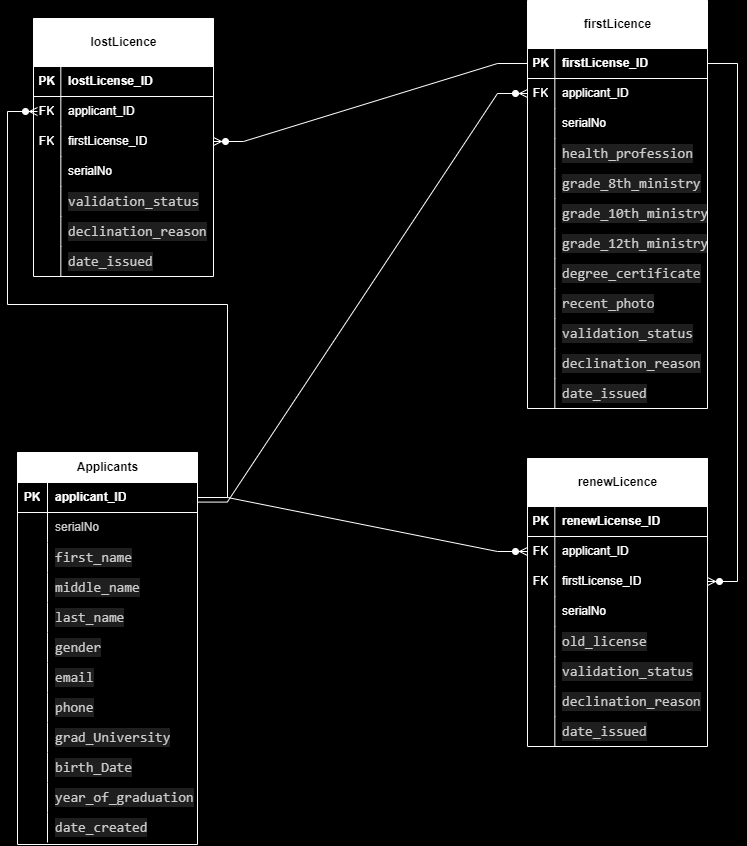 lostLicence
PK lostLicense_ID
FK applicant_ID
FK firstLicense_ID
serialNo
validation_status
declination_reason
date_issued
firstLicence
PK firstLicense_ID
FK applicant_ID
serialNo
health_profession
grade_8th_ministry
grade_10th_ministry
grade_12th_ministry
degree_certificate
recent_photo
validation_status
declination_reason
date_issued
Applicants
PK applicant_ID
serialNo
first_name
middle_name
last_name
gender
email
phone
grad_University
birth_Date
year_of_graduation
date_created
renewLicence
PK renewLicense_ID
FK applicant_ID
FK firstLicense_ID
serialNo
old_license
validation_status
declination_reason
date_issued